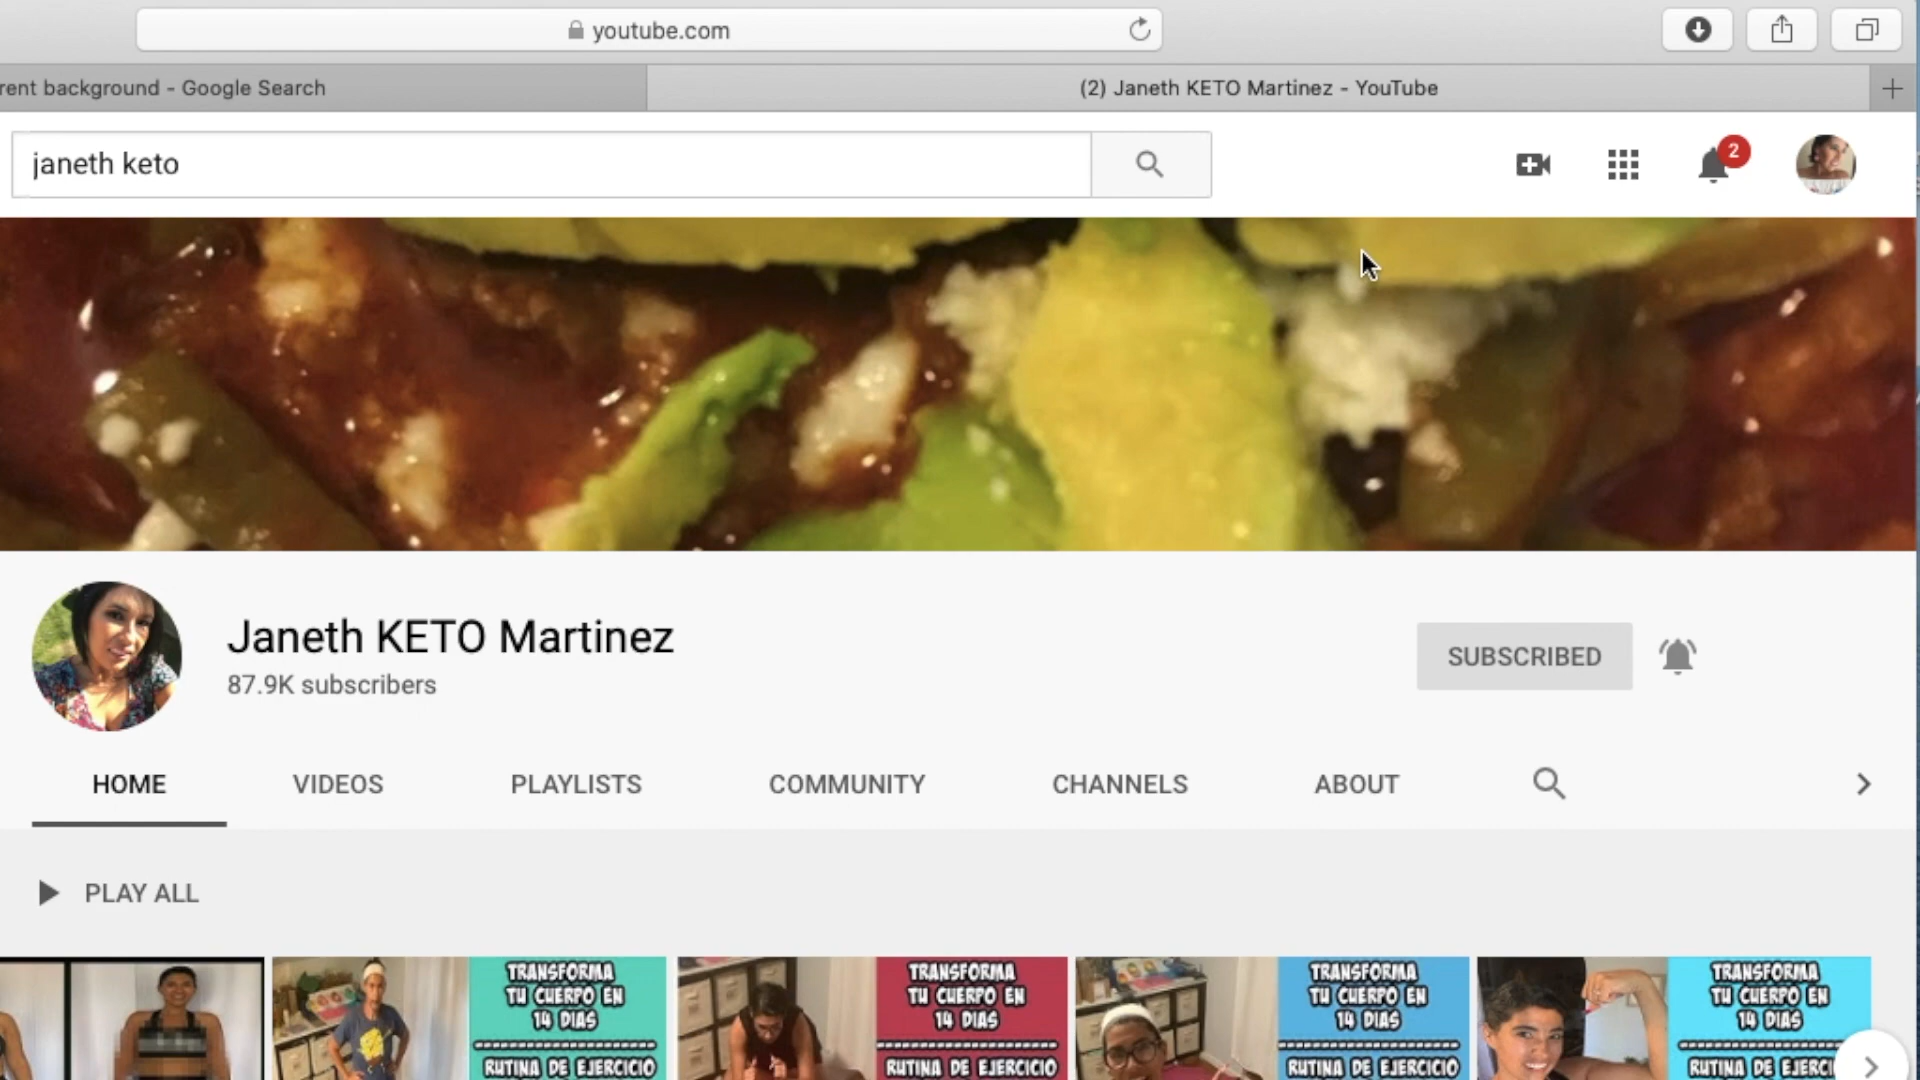 youtube.com
rent background - Google Search
(2) Janeth KETO Martinez - YouTube
janeth keto
2
Janeth KETO Martinez
87.9K subscribers
SUBSCRIBED
HOME
VIDEOS
PLAYLISTS
COMMUNITY
CHANNELS
ABOUT
PLAY ALL
TRANSFORMA
TU CUERPO EN
14 DIAS
RUTINA DE EJERCICIO
TRANSFORMA
TU CUERPO EN
14 DIAS
RUTINA DE EJERCICIO
TRANSFORMA
TU CUERPO EN
14 DIAS
RUTINA DE EJERCICIO
TRANSFORMA
TU CUERPO EN
14 DIAS
RUTINA DE EJERCI